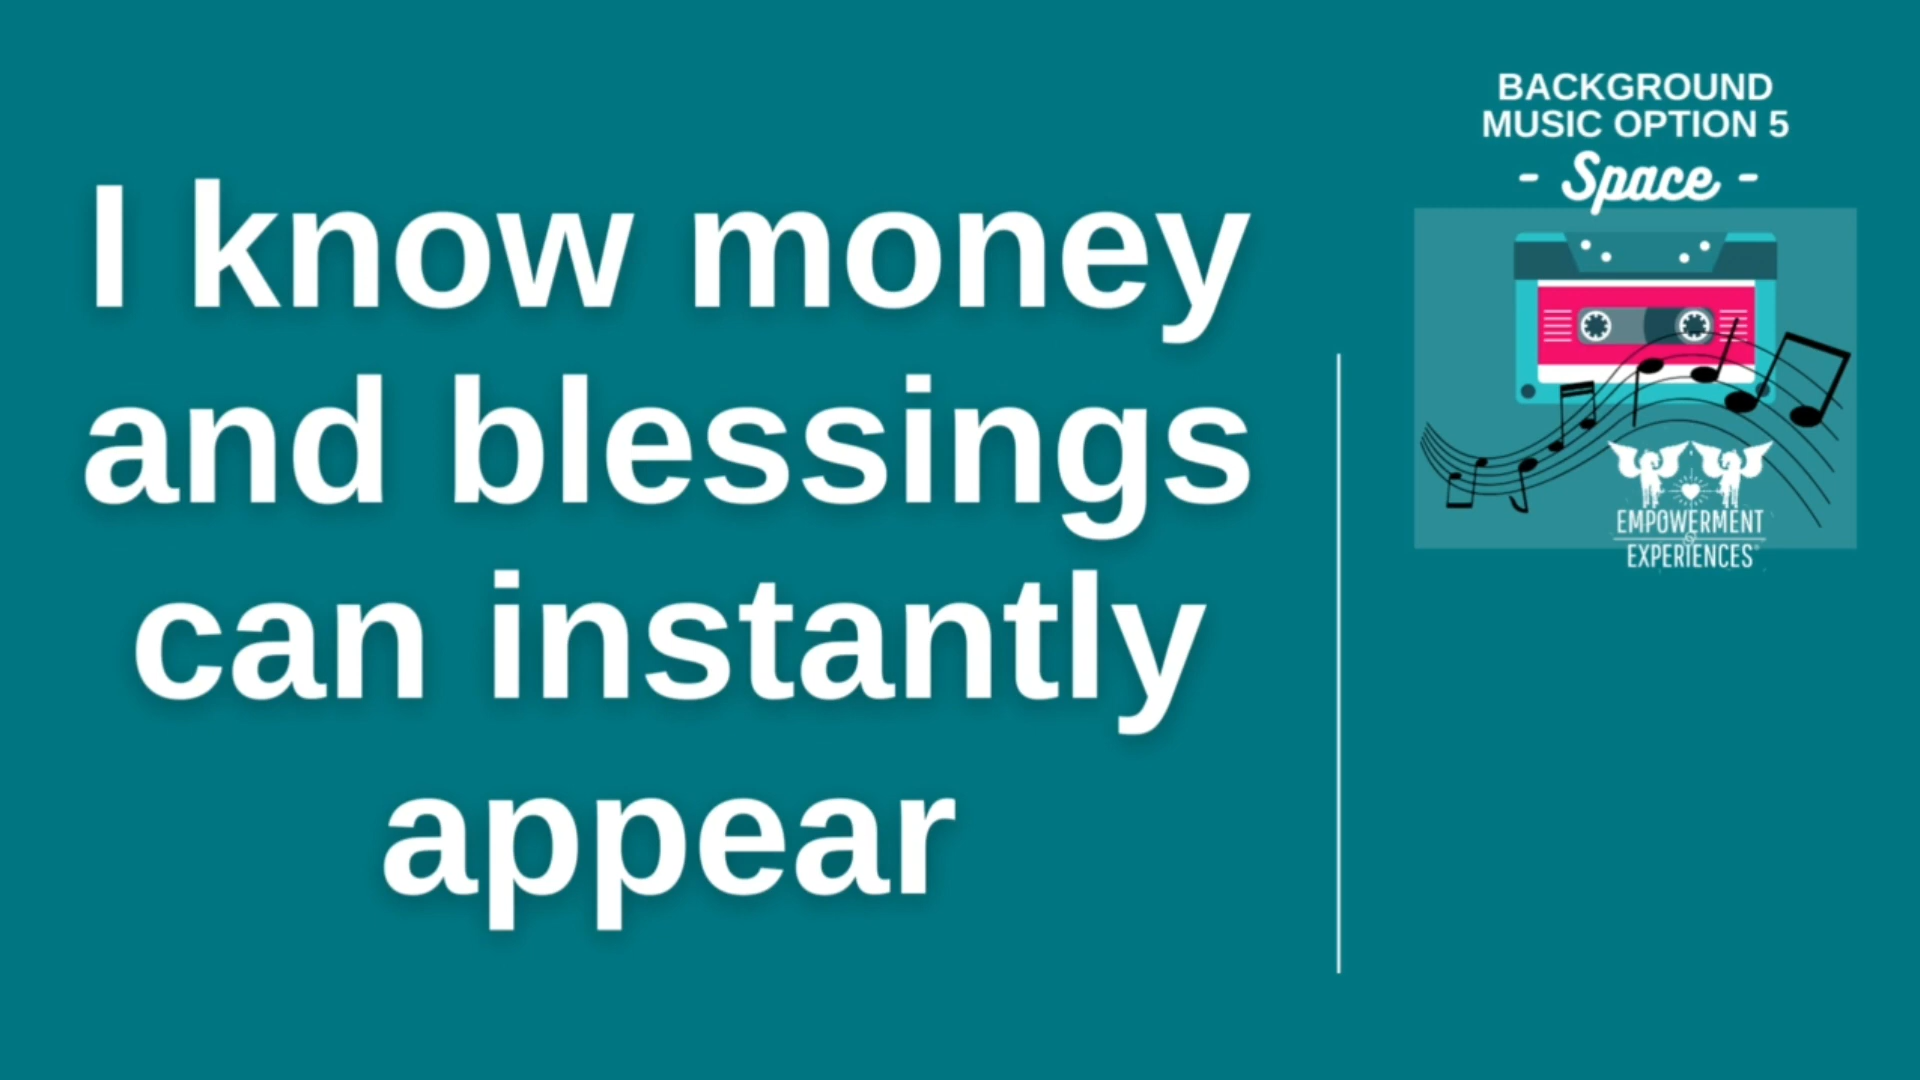 I know money
and blessings
can instantly
appear
BACKGROUND
MUSIC OPTION 5
- Space -
EMPOWERMENT
EXPERIENCES